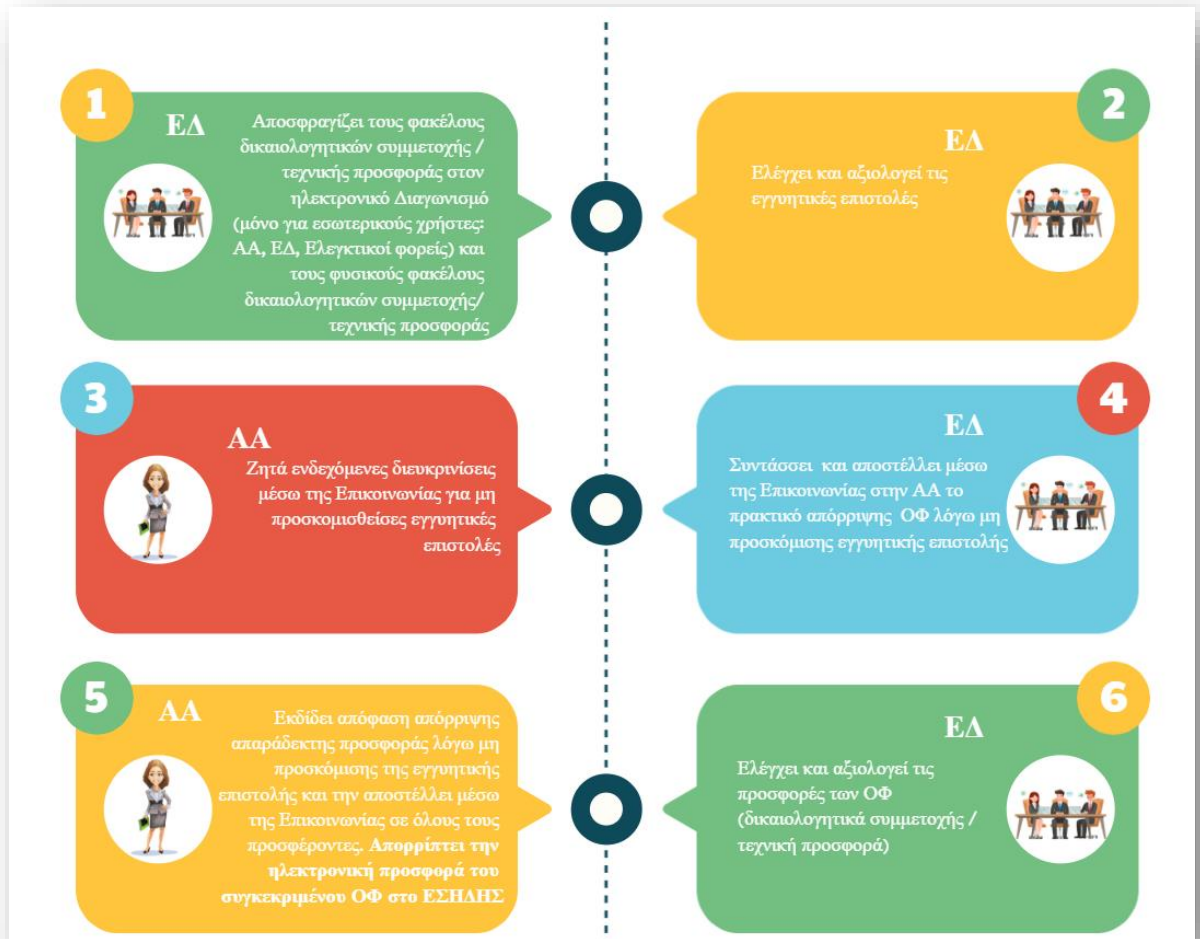 1
ΕΔ
Αποσφραγίζει τους φακέλους
δικαιολογητικών συμμετοχής /
τεχνικής προσφοράς στον
ηλεκτρονικό Διαγωνισμό
(μόνο για εσωτερικούς χρήστες:
ΑΑ, ΕΔ, Ελεγκτικοί φορείς) και
τους φυσικούς φακέλους
δικαιολογητικών συμμετοχής/
τεχνικής προσφοράς
2
ΕΔ
Ελέγχει και αξιολογεί τις
εγγυητικές επιστολές
3
ΑΑ
Ζητά ενδεχόμενες διευκρινίσεις
μέσω της Επικοινωνίας για μη
προσκομισθείσες εγγυητικές
επιστολές
4
ΕΔ
Συντάσσει και αποστέλλει μέσω
της Επικοινωνίας στην ΑΑ το
πρακτικό απόρριψης ΟΦ λόγω μη
προσκόμισης εγγυητικής επιστολής
5
ΑΑ
Εκδίδει απόφαση απόρριψης
απαράδεκτης προσφοράς λόγω μη
προσκόμισης της εγγυητικής
επιστολής και την αποστέλλει μέσω
της Επικοινωνίας σε όλους τους
προσφέροντες. Απορρίπτει την
ηλεκτρονική προσφορά του
συγκεκριμένου ΟΦ στο ΕΣΗΔΗΣ
6
ΕΔ
Ελέγχει και αξιολογεί τις
προσφορές των ΟΦ
(δικαιολογητικά συμμετοχής /
τεχνική προσφορά)